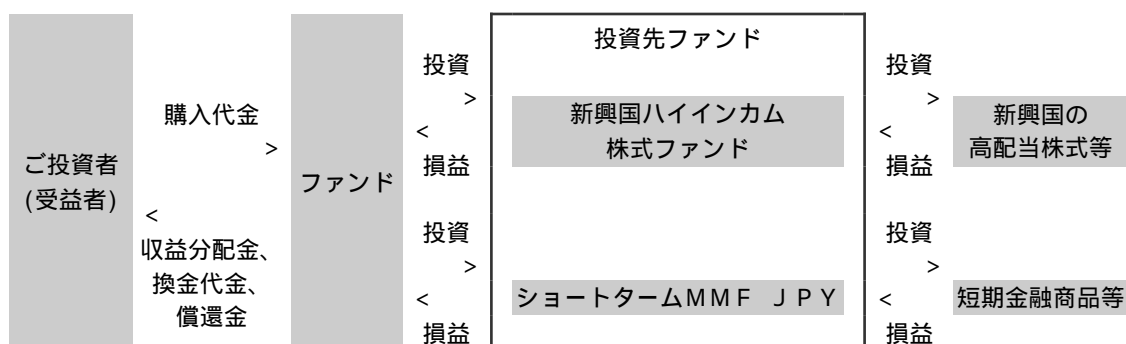 ご投資者
(受益者)
購入代金
>
<
収益分配金、
換金代金、
償還金
ファンド
投資
>
<
損益
投資
>
<
損益
投資先ファンド
新興国ハイインカム
株式ファンド
ショートタームMMF JPY
投資
>
<
損益
投資
>
<
損益
新興国の
高配当株式等
短期金融商品等